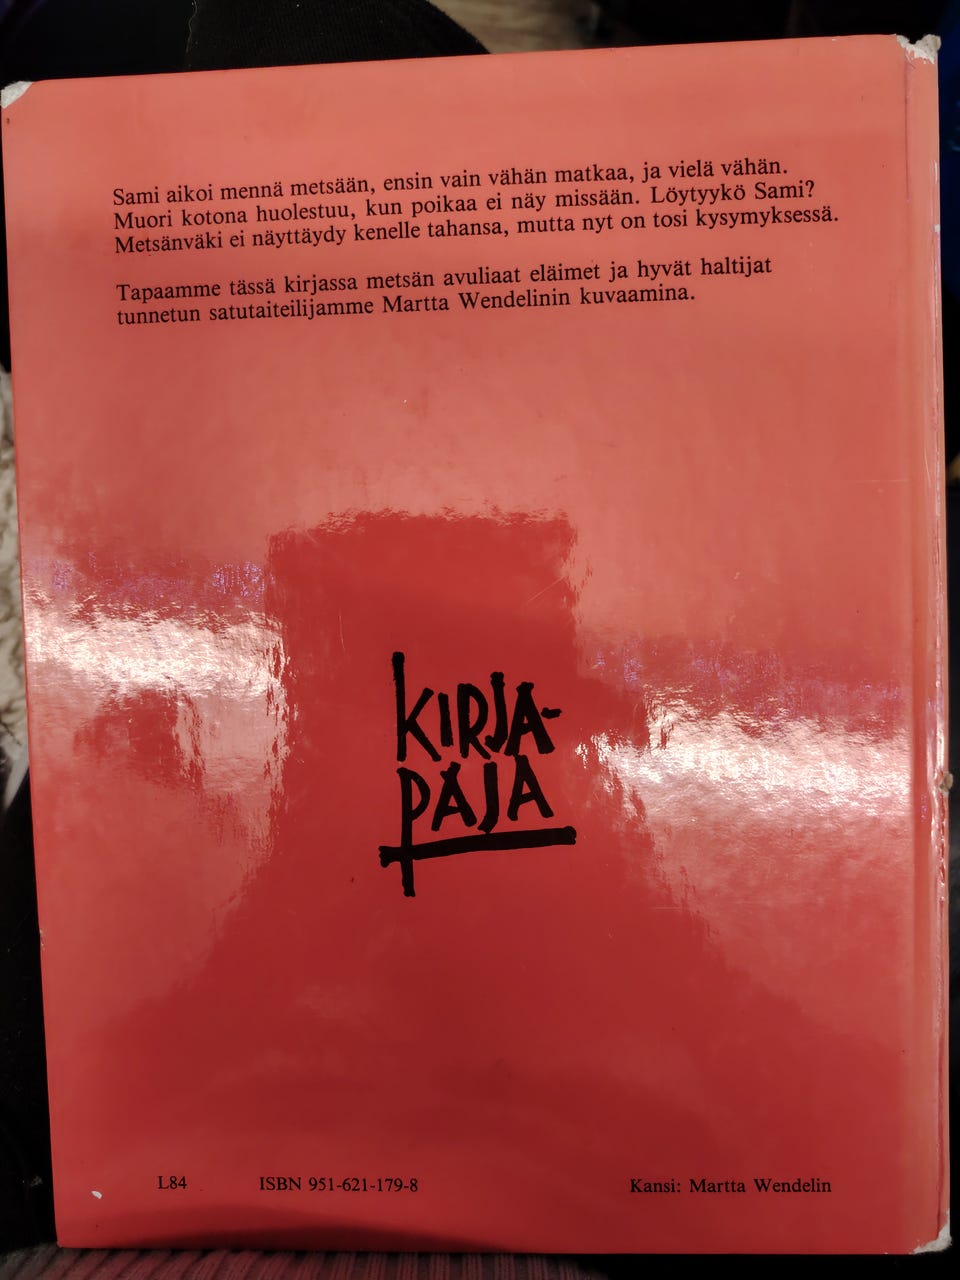 Sami aikoi mennä metsään, ensin vain vähän matkaa, ja vielä vähän.
Muori kotona huolestuu, kun poikaa ei näy missään. Löytyykö Sami?
Metsänväki ei näyttäydy kenelle tahansa, mutta nyt on tosi kysymyksessä.
Tapaamme tässä kirjassa metsän avuliaat eläimet ja hyvät haltijat
tunnetun satutaiteilijamme Martta Wendelinin kuvaamina.
KIRJA-
PAJA
L84 ISBN 951-621-179-8 Kansi: Martta Wendelin